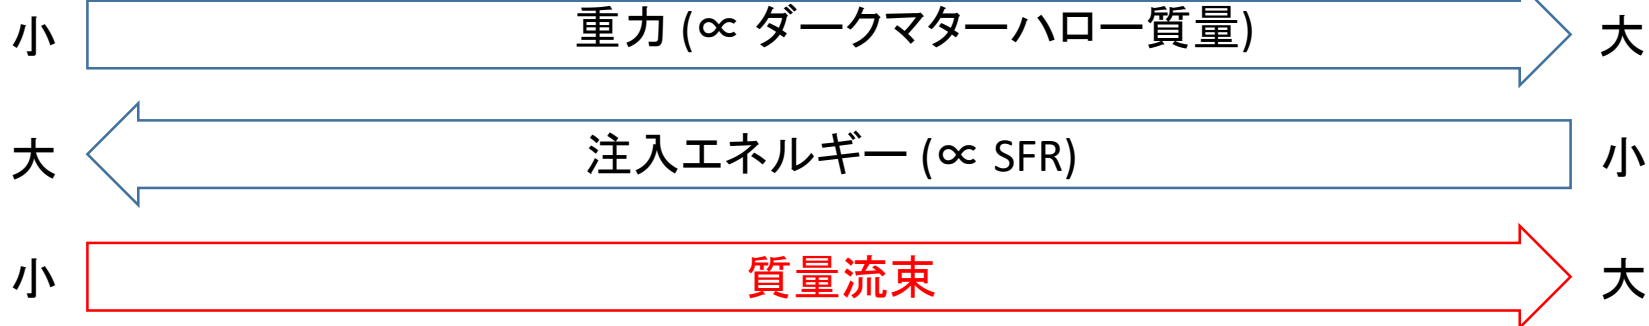 小 重力 (∝ ダークマターハロー質量) 大
大 注入エネルギー (∝ SFR) 小
小 質量流束 大